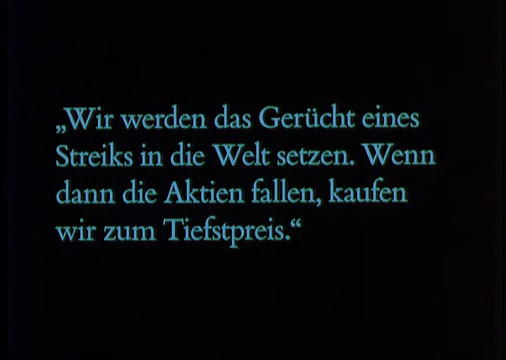 „Wir werden das Gerücht eines
Streiks in die Welt setzen. Wenn
dann die Aktien fallen, kaufen
wir zum Tiefstpreis.“